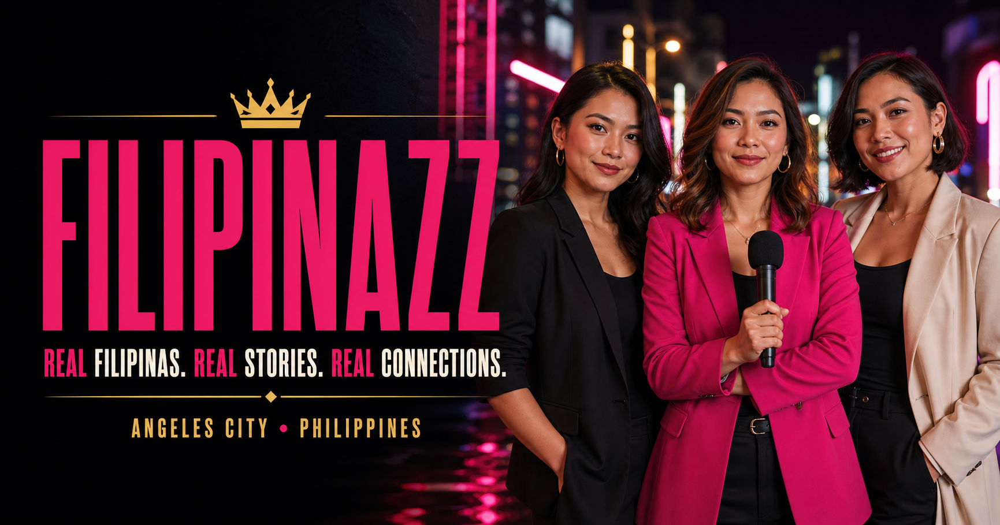 FILIPINAZZ
REAL FILIPINAS. REAL STORIES. REAL CONNECTIONS.
ANGELES CITY • PHILIPPINES